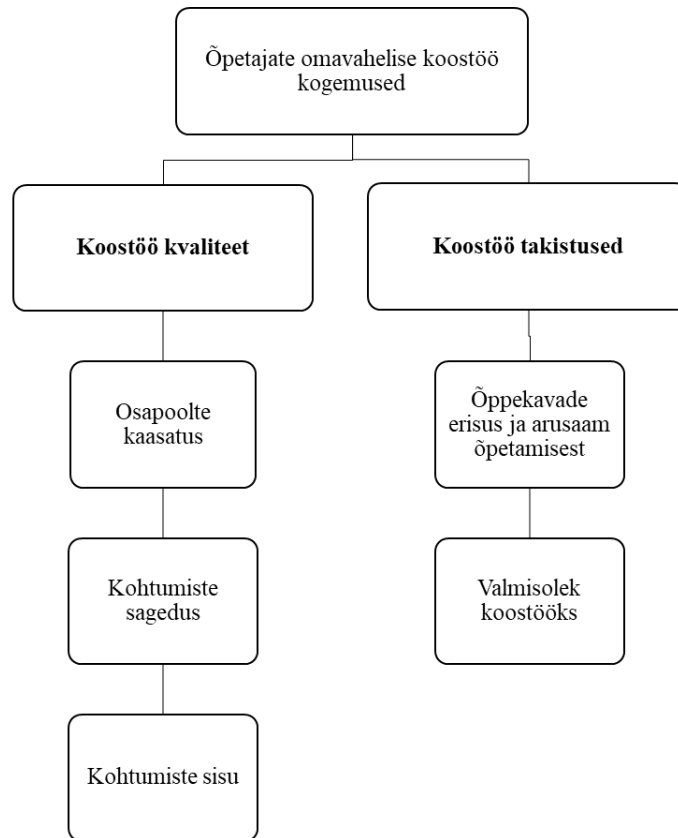 Õpetajate omavahelise koostöö
kogemused
Koostöö kvaliteet
Koostöö takistused
Osapoolte
kaasatus
Õppekavade
erisus ja arusaam
õpetamisest
Kohtumiste
sagedus
Valmisolek
koostööks
Kohtumiste sisu